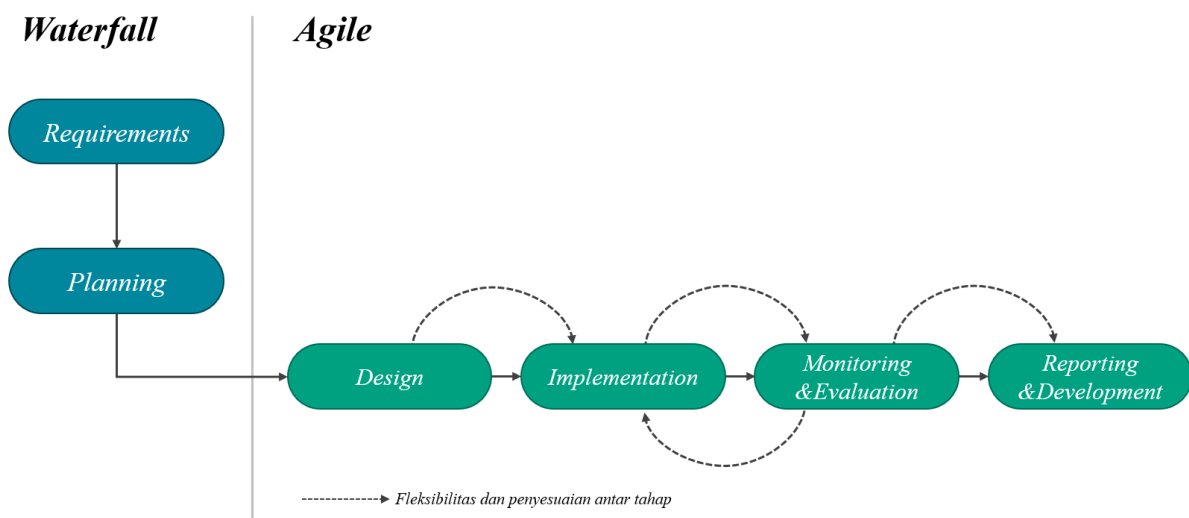 Waterfall
Agile
Requirements
Planning
Design
Implementation
Monitoring
&Evaluation
Reporting
&Development
Fleksibilitas dan penyesuaian antar tahap